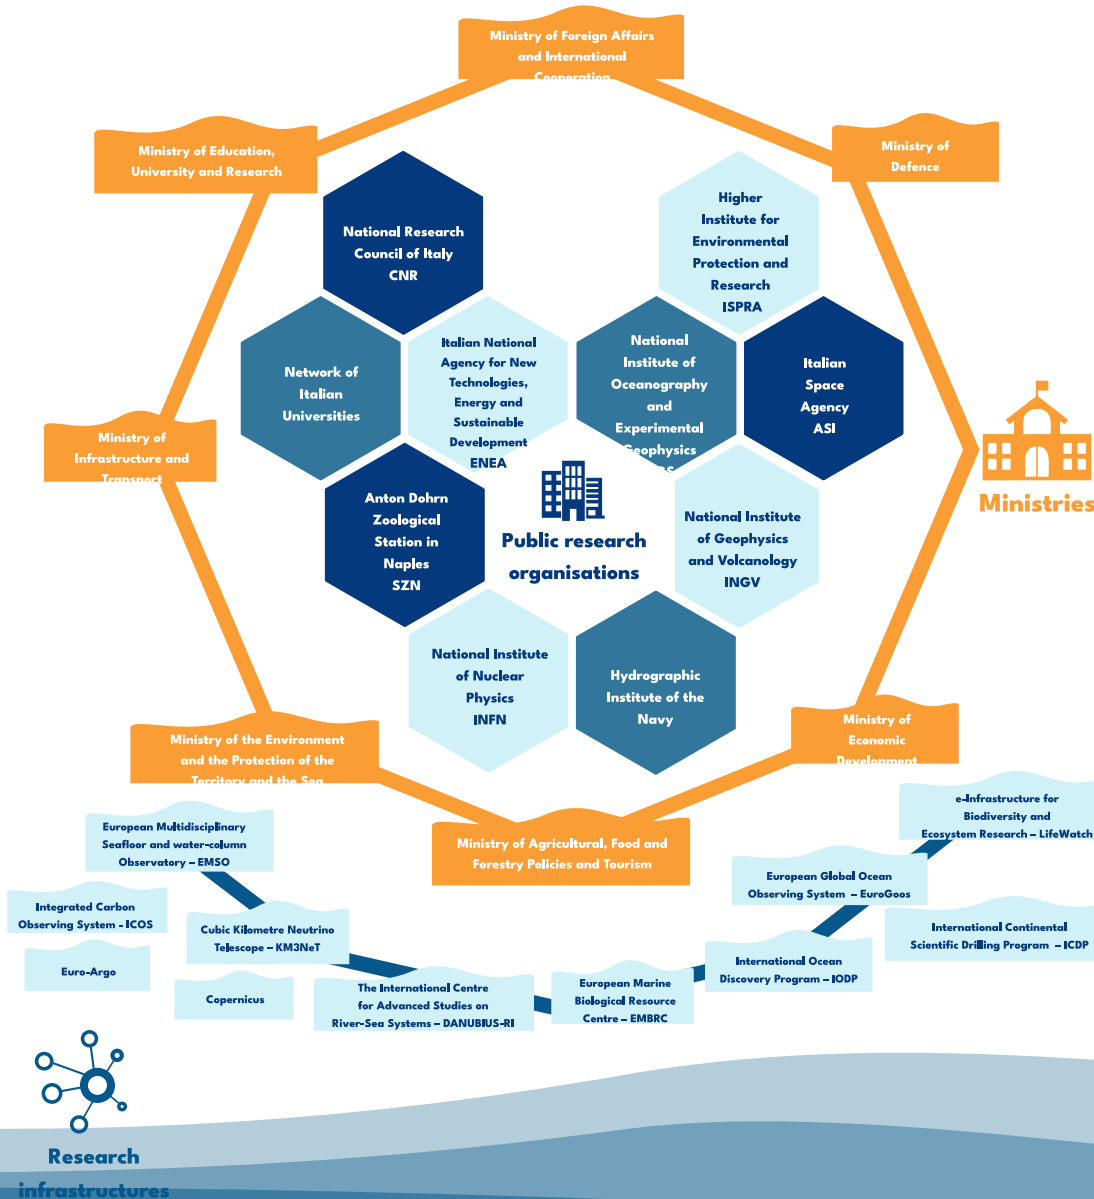 Ministry of Foreign Affairs
and International
Cooperation
Ministry of Education,
University and Research
Ministry of
Defence
National Research
Council of Italy
CNR
Higher
Institute for
Environmental
Protection and
Research
ISPRA
Network of
Italian
Universities
Italian National
Agency for New
Technologies,
Energy and
Sustainable
Development
ENEA
National
Institute of
Oceanography
and
Experimental
Geophysics
Italian
Space
Agency
ASI
Ministry of
Infrastructure and
Transport
Ministries
Anton Dohrn
Zoological
Station in
Naples
SZN
Public research
organisations
National Institute
of Geophysics
and Volcanology
INGV
National Institute
of Nuclear
Physics
INFN
Hydrographic
Institute of the
Navy
Ministry of the Environment
and the Protection of the
Territory and the Sea
Ministry of
Economic
Development
Ministry of Agricultural, Food and
Forestry Policies and Tourism
European Multidisciplinary
Seafloor and water-column
Observatory – EMSO
e-Infrastructure for
Biodiversity and
Ecosystem Research – LifeWatch
European Global Ocean
Observing System – EuroGoos
Integrated Carbon
Observing System - ICOS
Cubic Kilometre Neutrino
Telescope – KM3NeT
International Continental
Scientific Drilling Program – ICDP
Euro-Argo
International Ocean
Discovery Program – IODP
Copernicus
The International Centre
for Advanced Studies on
River-Sea Systems – DANUBIUS-RI
European Marine
Biological Resource
Centre – EMBRC
Research
infrastructures